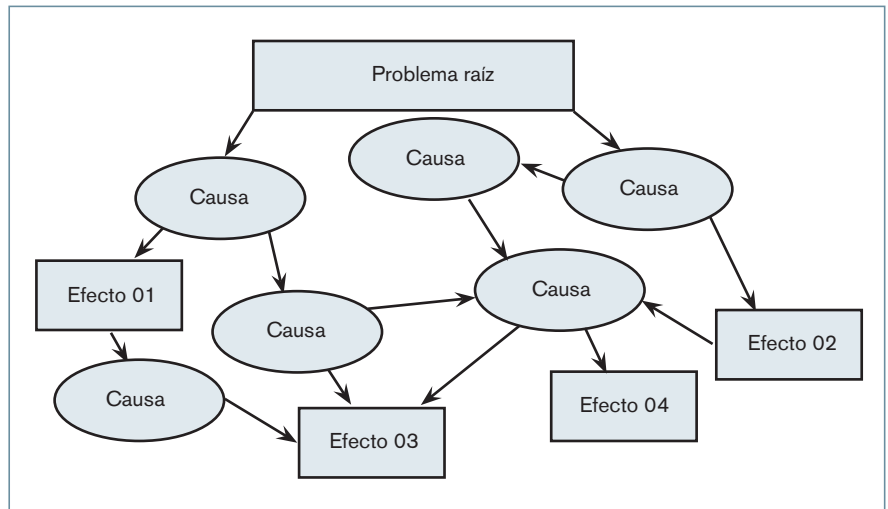 Problema raíz
Causa
Causa
Causa
Efecto 01
Causa
Causa
Efecto 02
Causa
Efecto 04
Efecto 03